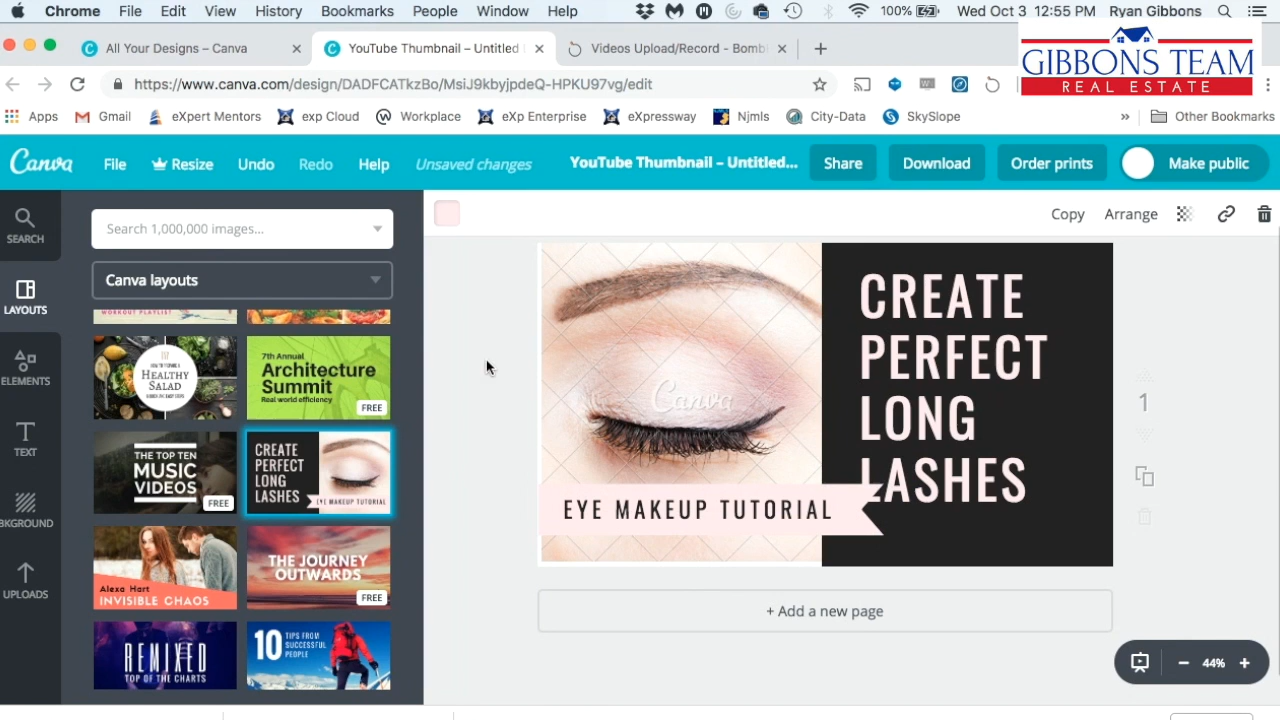 Chrome File Edit View History Bookmarks People Window Help 100% Wed Oct 3 12:55 PM Ryan Gibbons
All Your Designs – Canva
YouTube Thumbnail – Untitled
Videos Upload/Record - Bomb
GIBBONS TEAM
REAL ESTATE
https://www.canva.com/design/DADFCATkzBo/MsiJ9kbyjpdeQ-HPKU97vg/edit
Apps Gmail eXpert Mentors exp Cloud Workplace eXp Enterprise eXpressway Njmls City-Data SkySlope » Other Bookmarks
Canva File Resize Undo Redo Help Unsaved changes YouTube Thumbnail – Untitled... Share Download Order prints Make public
SEARCH
LAYOUTS
ELEMENTS
TEXT
BKGROUND
UPLOADS
Search 1,000,000 images...
Canva layouts
WORKOUT PLAYLIST
HEALTHY
SALAD
7th Annual
Architecture
Summit
Real world efficiency
FREE
THE TOP TEN
MUSIC
VIDEOS
FREE
CREATE
PERFECT
LONG
LASHES
EYE MAKEUP TUTORIAL
Alexa Hart
INVISIBLE CHAOS
THE JOURNEY
OUTWARDS
FREE
REMIXED
TOP OF THE CHARTS
10 TIPS FROM
SUCCESSFUL
PEOPLE
Copy Arrange
CREATE
PERFECT
LONG
LASHES
Canva
EYE MAKEUP TUTORIAL
1
+ Add a new page
44%